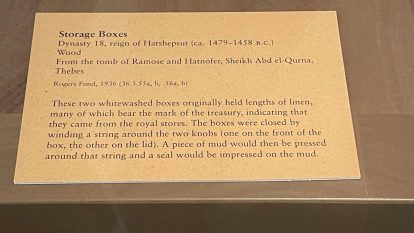 Storage Boxes
Dynasty 18, reign of Hatshepsut (ca. 1479–1458 B.C.)
Wood
From the tomb of Ramose and Hatnofer, Sheikh Abd el-Qurna,
Thebes
Rogers Fund, 1936 (36.3.55a, b, 56a, b)
These two whitewashed boxes originally held lengths of linen,
many of which bear the mark of the treasury, indicating that
they came from the royal stores. The boxes were closed by
winding a string around the two knobs (one on the front of the
box, the other on the lid). A piece of mud would then be pressed
around that string and a seal would be impressed on the mud.